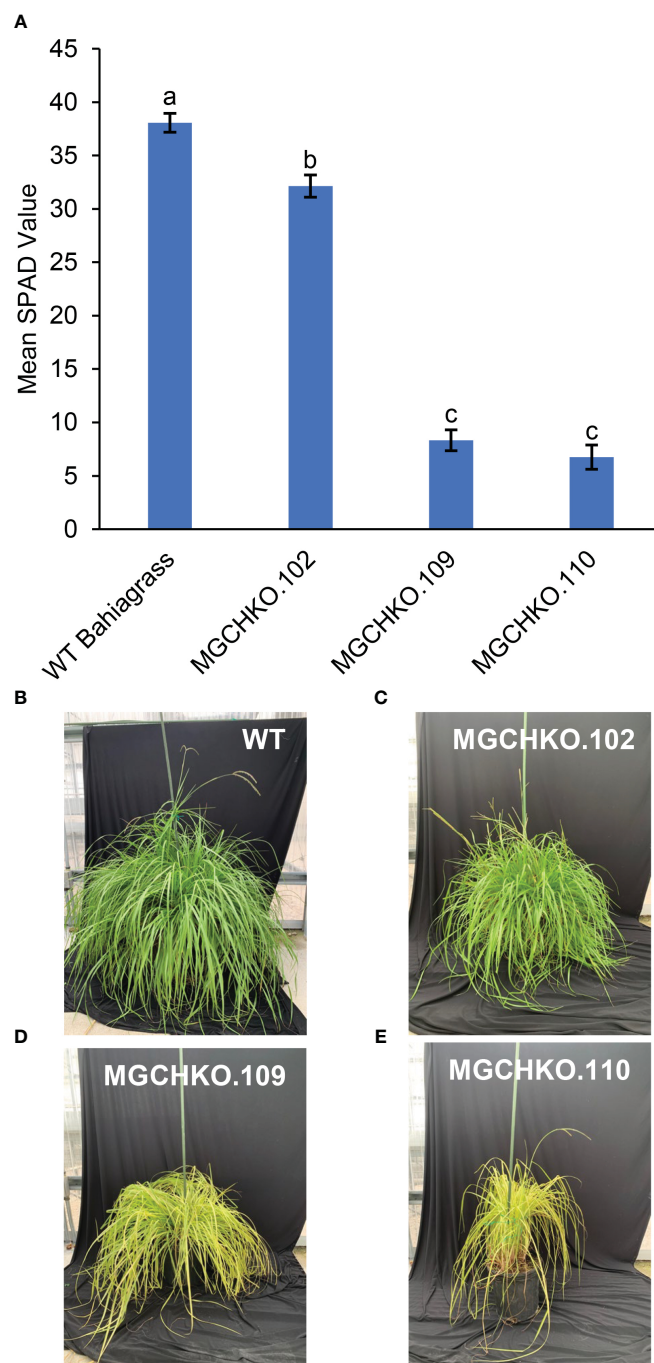 A
45
40
35
30
25
20
15
10
5
0
Mean SPAD Value
a
b
c
c
WT Bahiagrass
MGCHKO.102
MGCHKO.109
MGCHKO.110
B
WT
C
MGCHKO.102
D
MGCHKO.109
E
MGCHKO.110